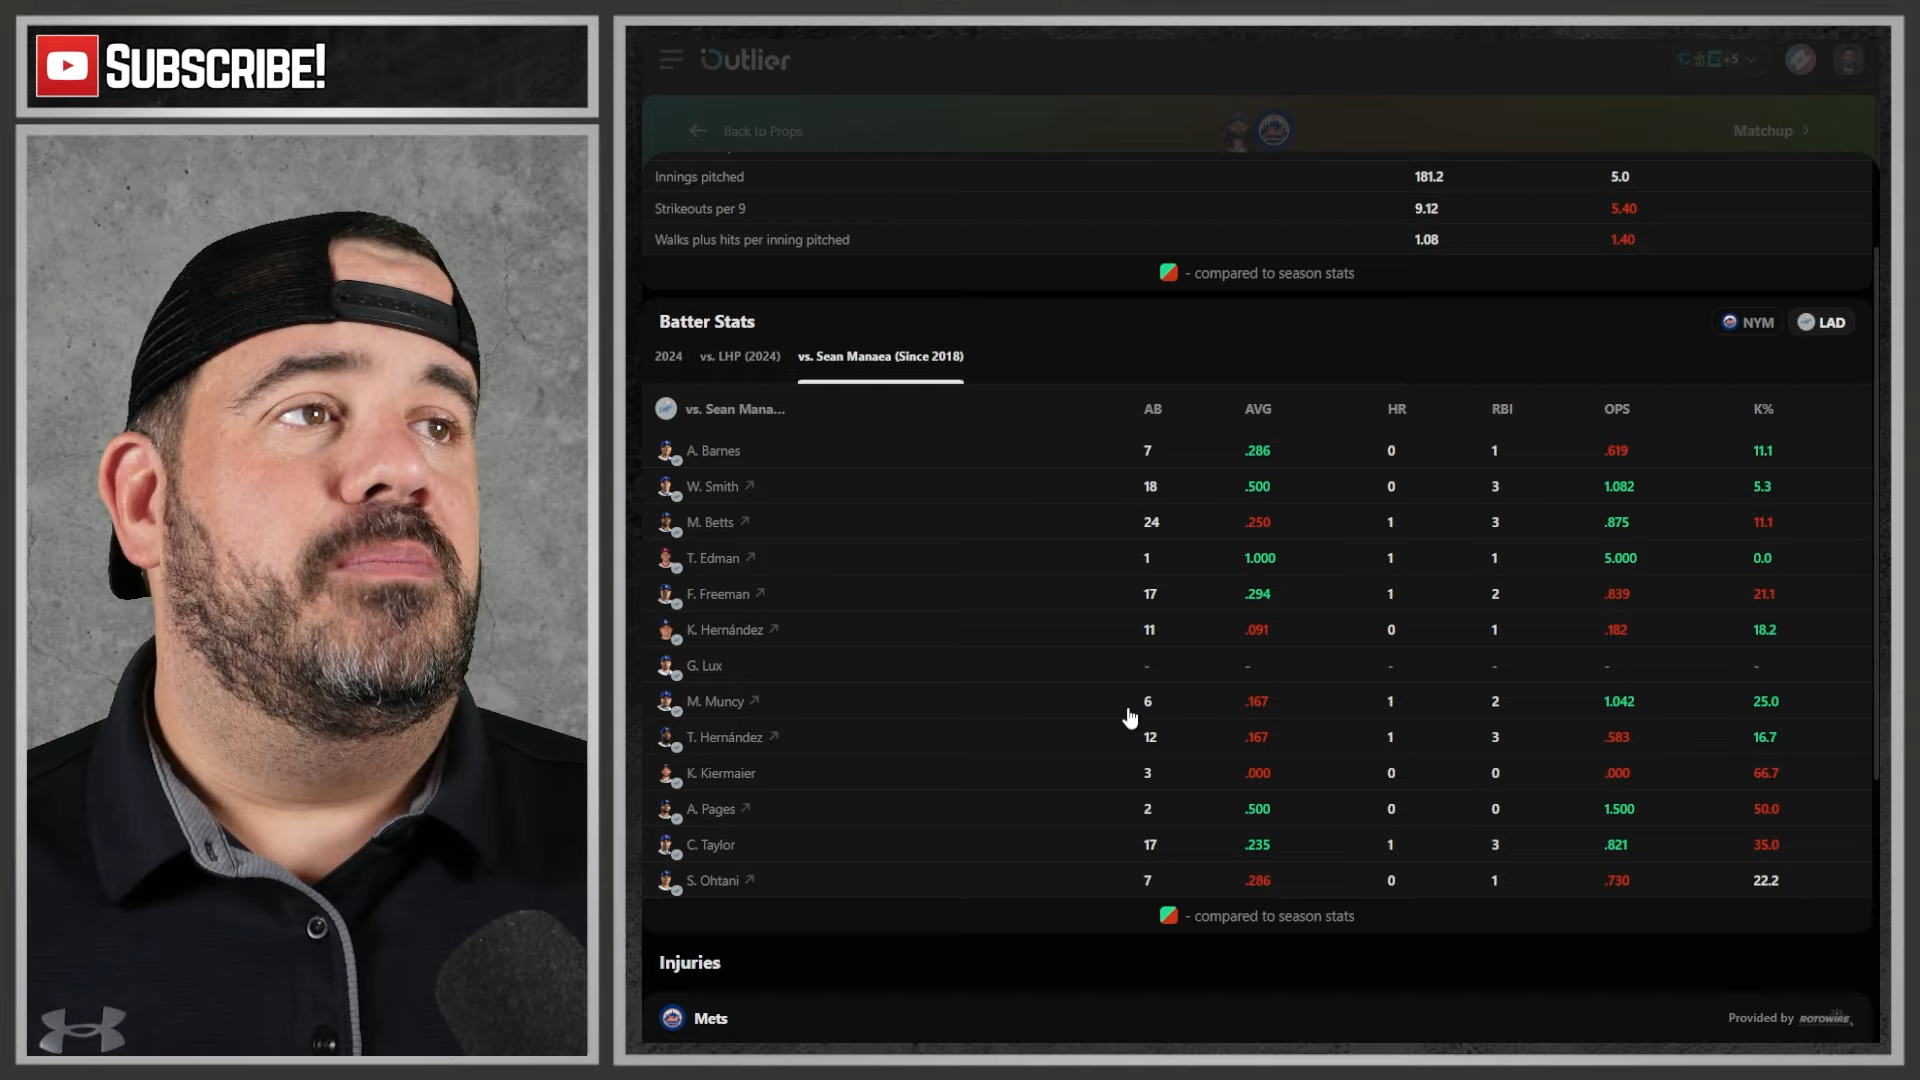 SUBSCRIBE!
Outlier
+5
Back to Props
Matchup
Innings pitched 181.2 5.0
Strikeouts per 9 9.12 5.40
Walks plus hits per inning pitched 1.08 1.40
- compared to season stats
Batter Stats NYM LAD
2024 vs. LHP (2024) vs. Sean Manaea (Since 2018)
vs. Sean Mana... AB AVG HR RBI OPS K%
A. Barnes 7 .286 0 1 .619 11.1
W. Smith 18 .500 0 3 1.082 5.3
M. Betts 24 .250 1 3 .875 11.1
T. Edman 1 1.000 1 1 5.000 0.0
F. Freeman 17 .294 1 2 .839 21.1
K. Hernández 11 .091 0 1 .182 18.2
G. Lux - - - - - -
M. Muncy 6 .167 1 2 1.042 25.0
T. Hernández 12 .167 1 3 .583 16.7
K. Kiermaier 3 .000 0 0 .000 66.7
A. Pages 2 .500 0 0 1.500 50.0
C. Taylor 17 .235 1 3 .821 35.0
S. Ohtani 7 .286 0 1 .730 22.2
- compared to season stats
Injuries
Mets Provided by ROTOWIRE